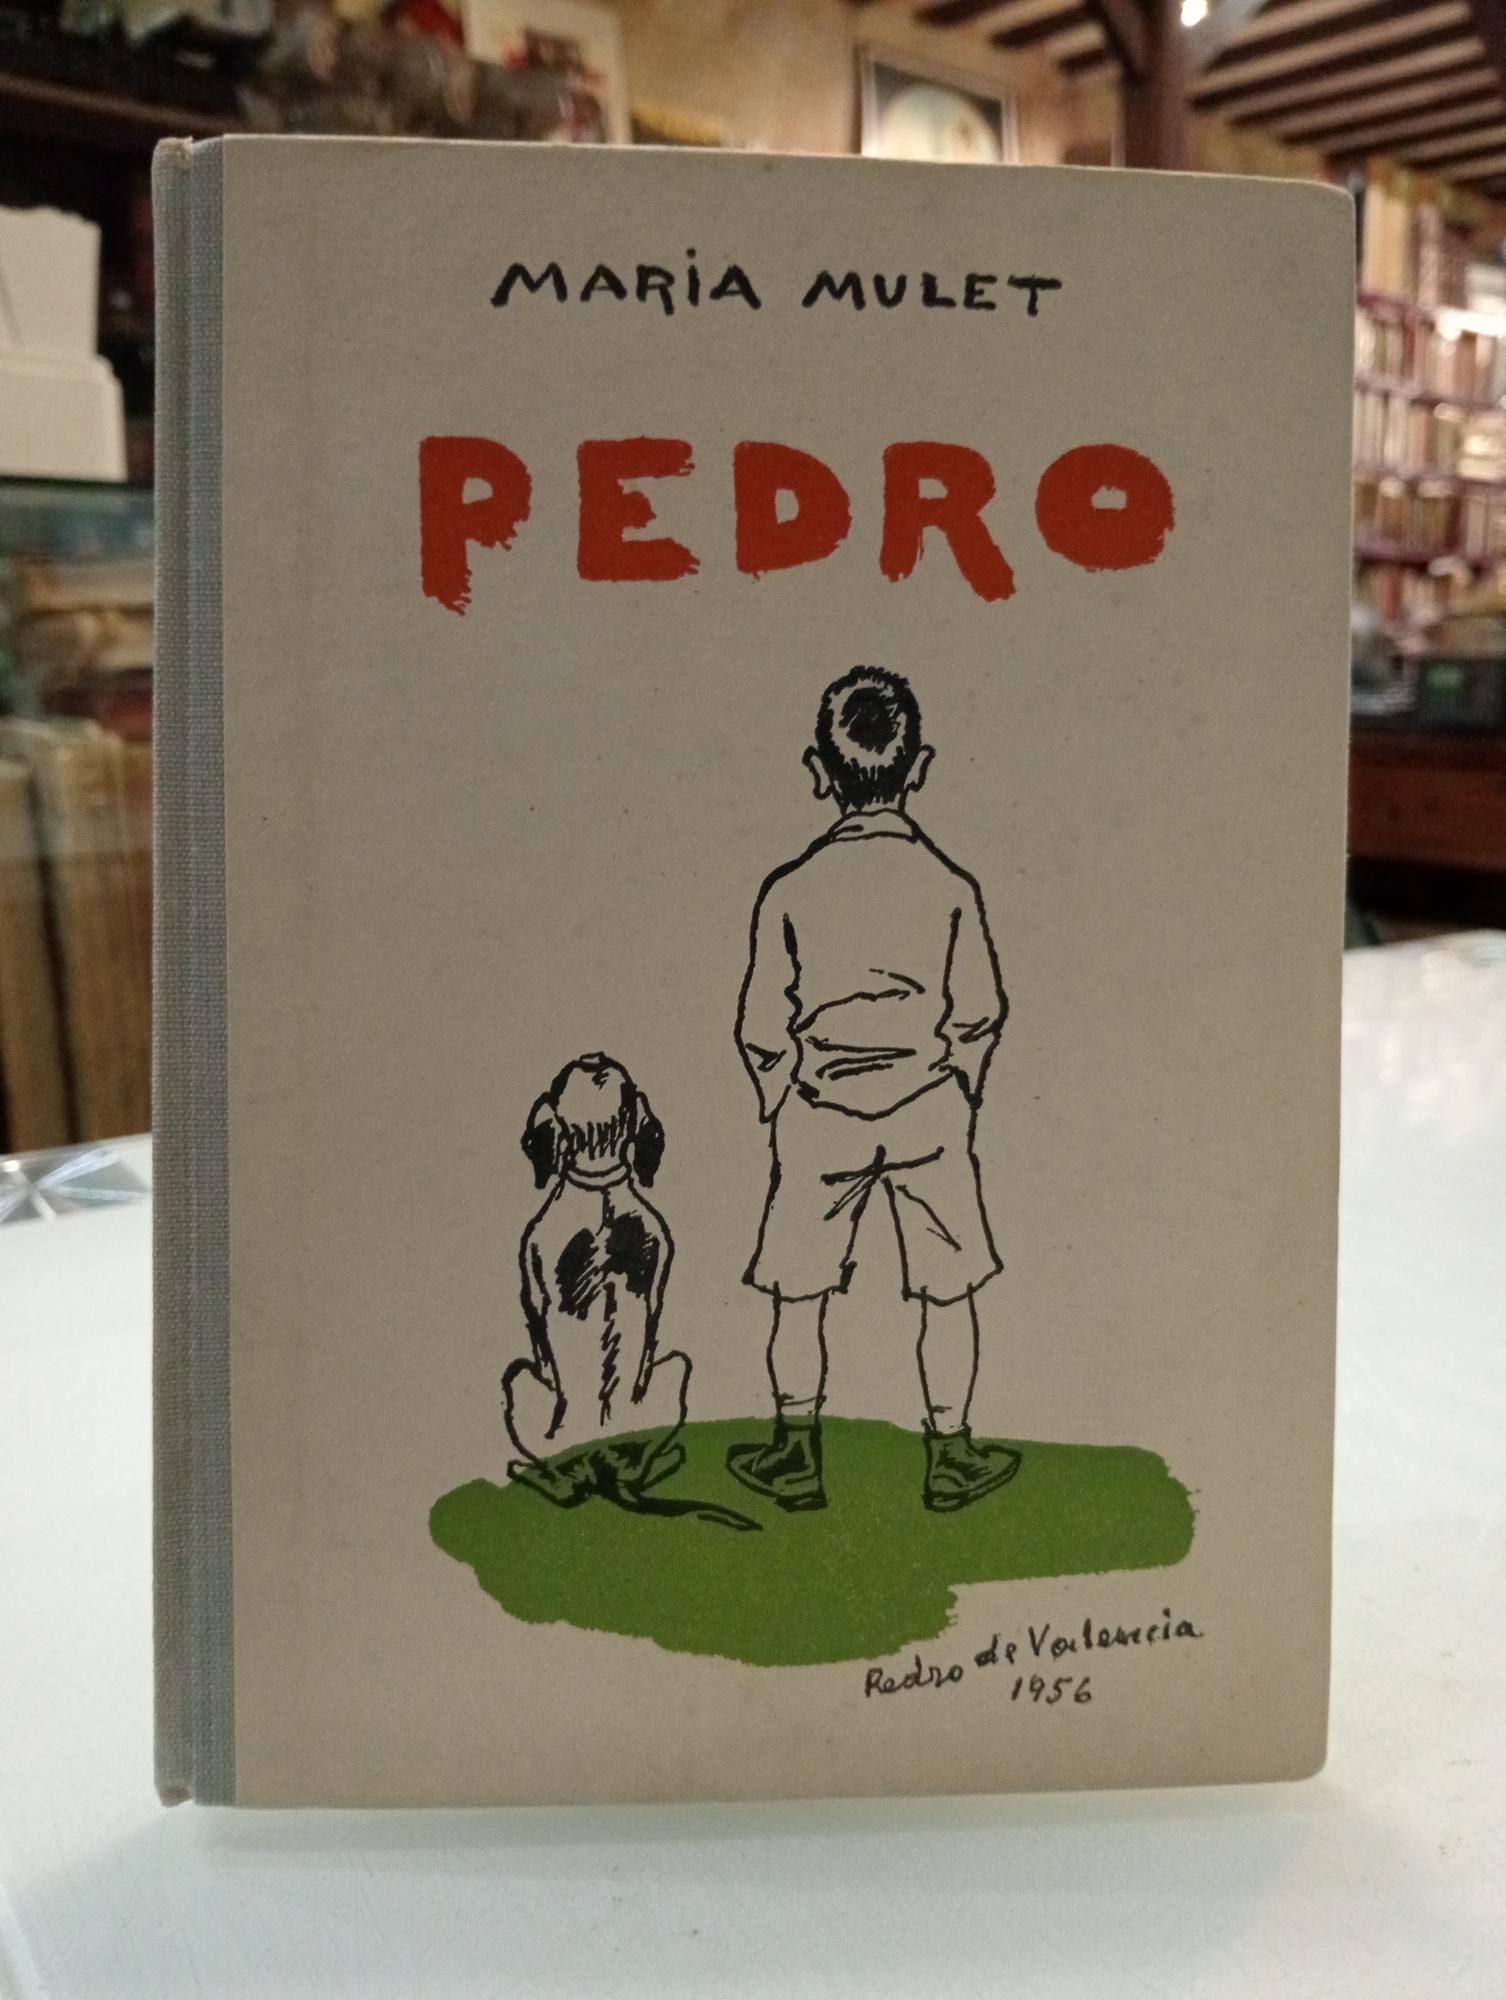 MARiA MULET
PEDRO
Pedro de Valencia
1956